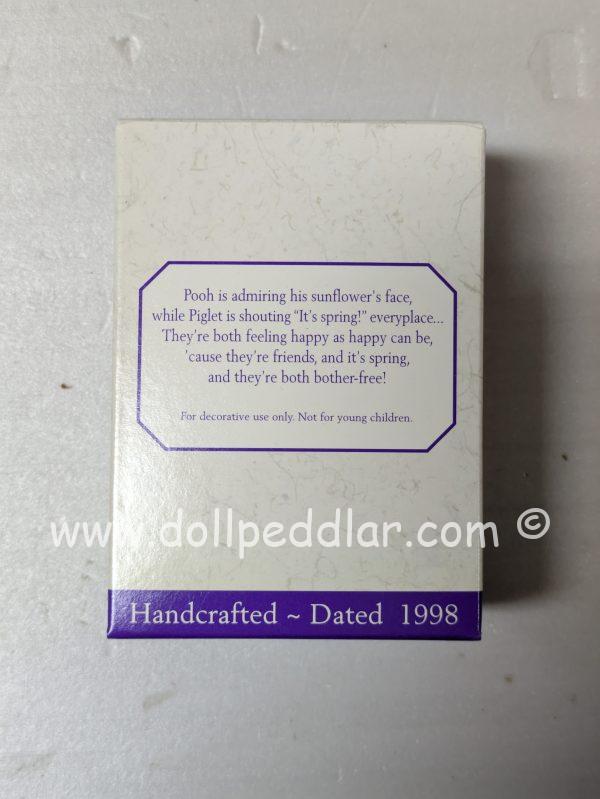 Pooh is admiring his sunflower's face,
while Piglet is shouting "It's spring!" everyplace...
They're both feeling happy as happy can be,
'cause they're friends, and it's spring,
and they're both bother-free!
For decorative use only. Not for young children.
www.dollpeddlar.com ©
Handcrafted ~ Dated 1998